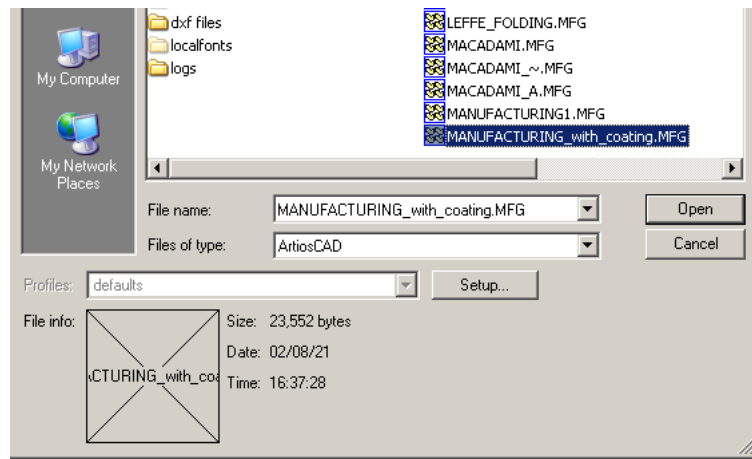 My Computer
My Network
Places
dxf files
localfonts
logs
LEFFE_FOLDING.MFG
MACADAMI.MFG
MACADAMI_~.MFG
MACADAMI_A.MFG
MANUFACTURING1.MFG
MANUFACTURING_with_coating.MFG
File name: MANUFACTURING_with_coating.MFG Open
Files of type: ArtiosCAD Cancel
Profiles: defaults Setup...
File info:
Size: 23,552 bytes
Date: 02/08/21
Time: 16:37:28